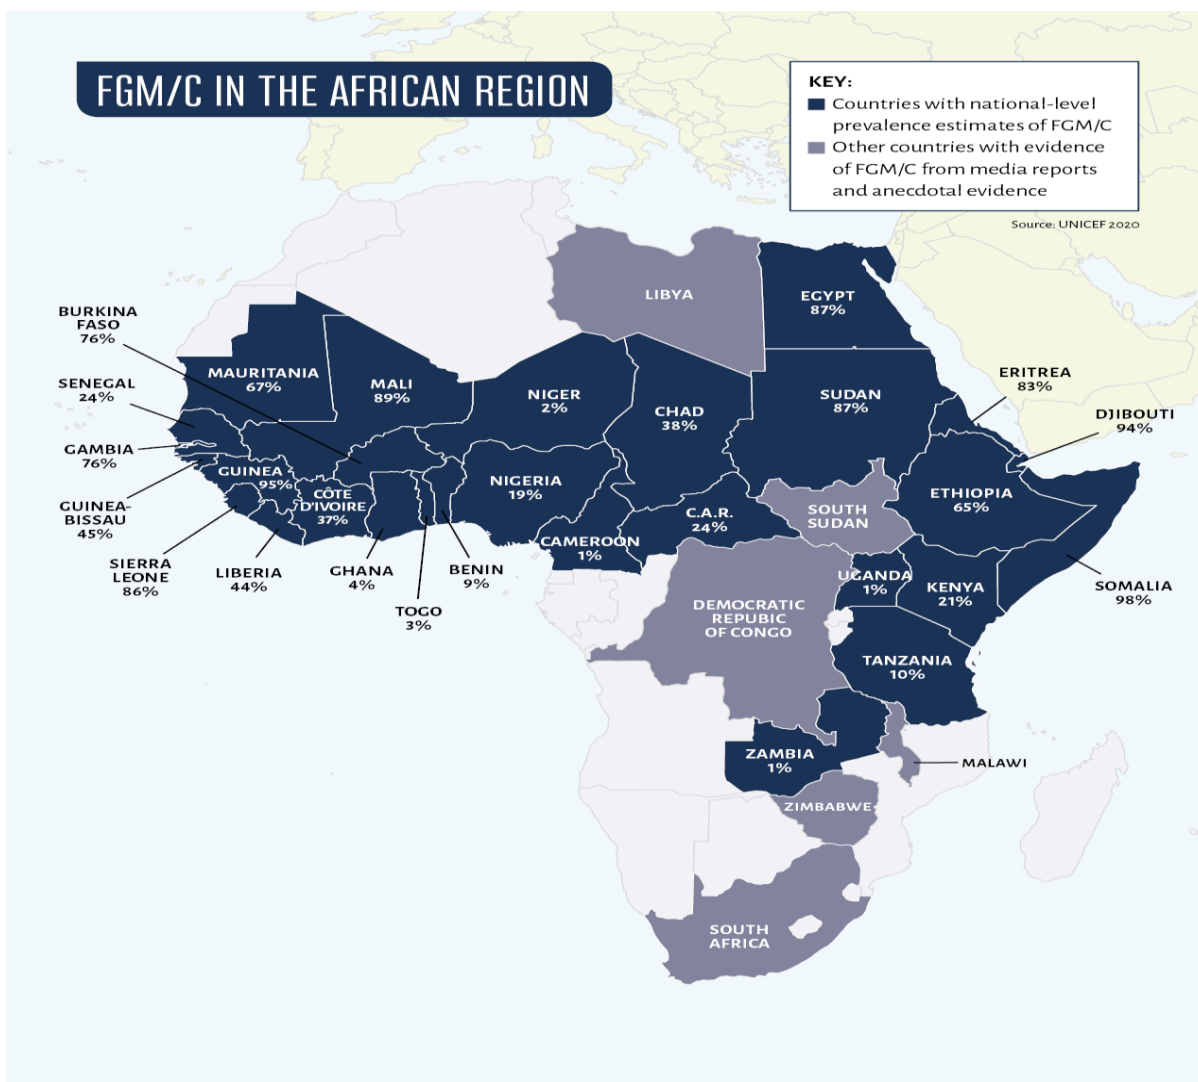 FGM/C IN THE AFRICAN REGION
KEY:
Countries with national-level
prevalence estimates of FGM/C
Other countries with evidence
of FGM/C from media reports
and anecdotal evidence
Source: UNICEF 2020
LIBYA
EGYPT
87%
BURKINA
FASO
76%
MAURITANIA
67%
MALI
89%
NIGER
2%
CHAD
38%
SUDAN
87%
ERITREA
83%
SENEGAL
24%
DJIBOUTI
94%
GAMBIA
76%
GUINEA
95%
CÔTE
D'IVOIRE
37%
NIGERIA
19%
ETHIOPIA
65%
GUINEA-
BISSAU
45%
C.A.R.
24%
SOUTH
SUDAN
CAMEROON
1%
SIERRA
LEONE
86%
LIBERIA
44%
GHANA
4%
BENIN
9%
TOGO
3%
UGANDA
1%
KENYA
21%
SOMALIA
98%
DEMOCRATIC
REPUBIC
OF CONGO
TANZANIA
10%
ZAMBIA
1%
MALAWI
ZIMBABWE
SOUTH
AFRICA